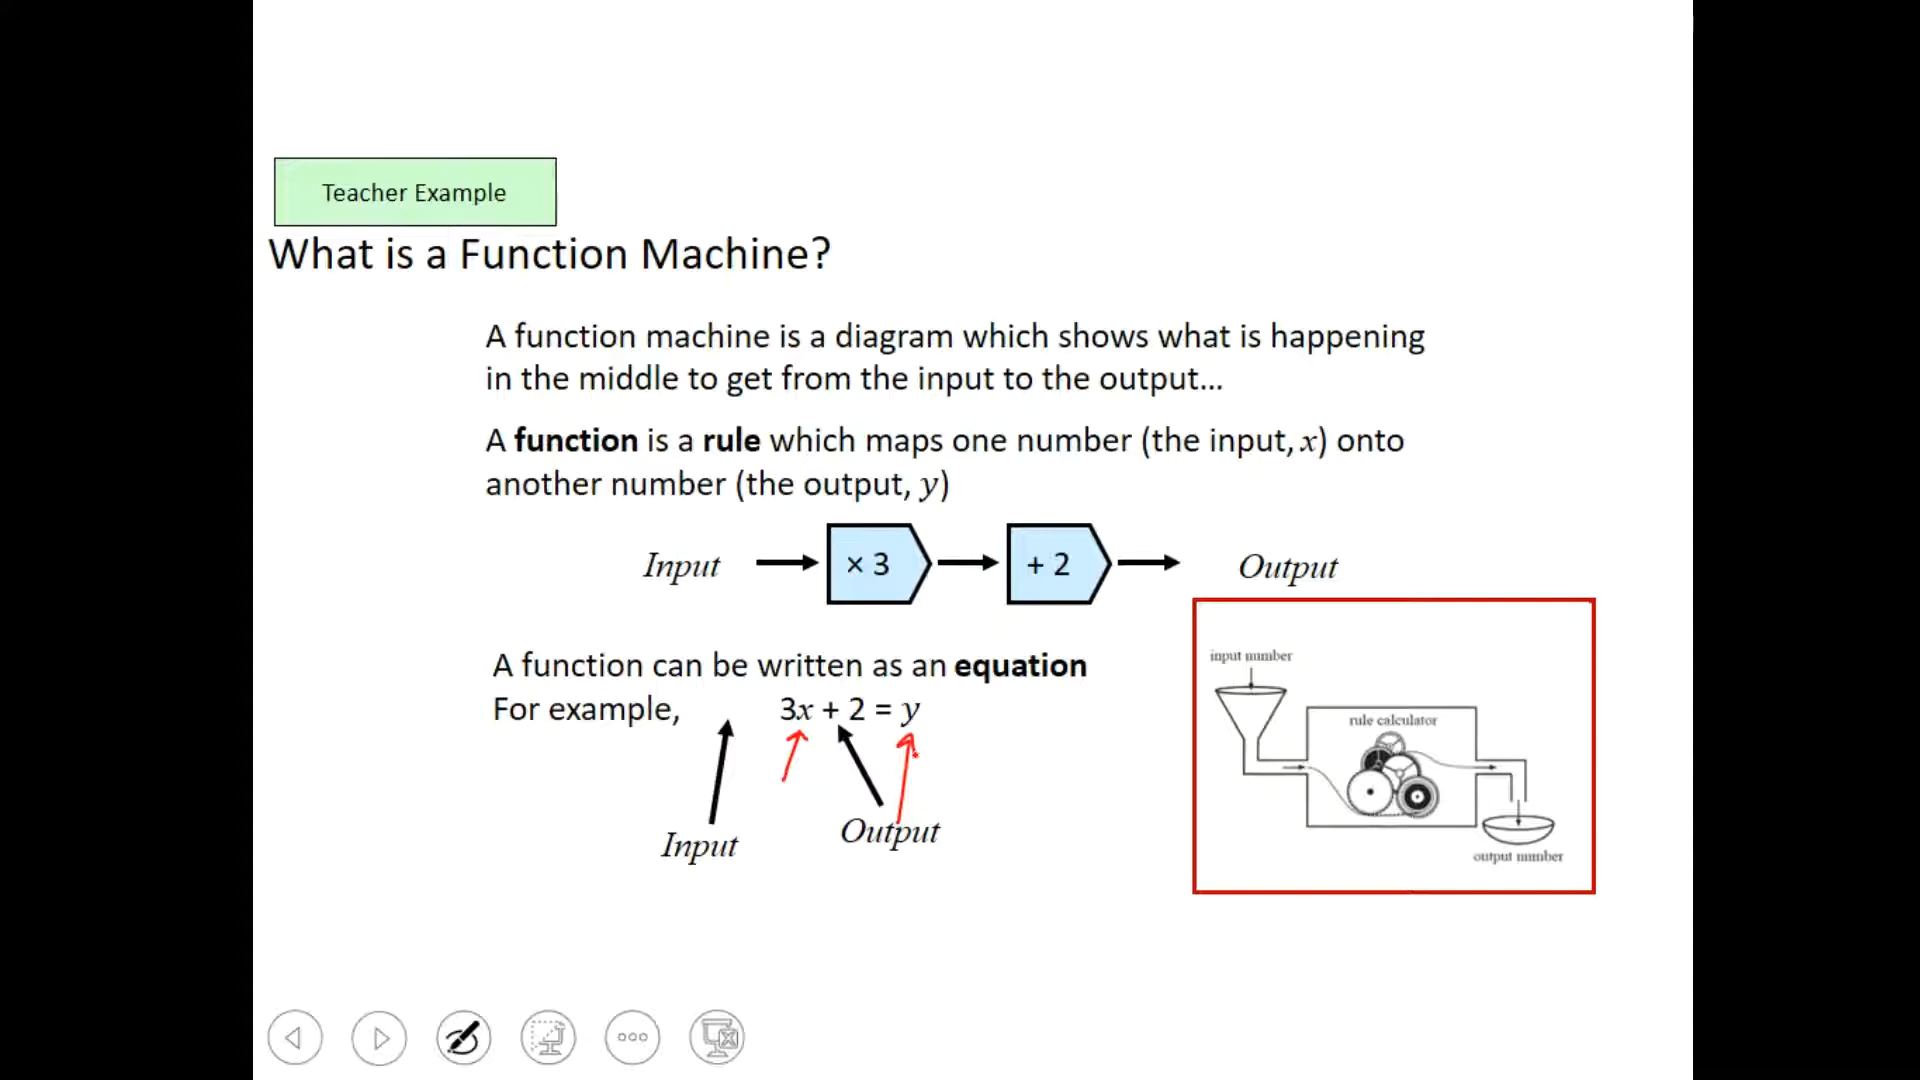 Teacher Example
What is a Function Machine?
A function machine is a diagram which shows what is happening
in the middle to get from the input to the output...
A function is a rule which maps one number (the input, x) onto
another number (the output, y)
Input × 3 + 2 Output
A function can be written as an equation
For example, 3x + 2 = y
Input Output
input number
rule calculator
output number